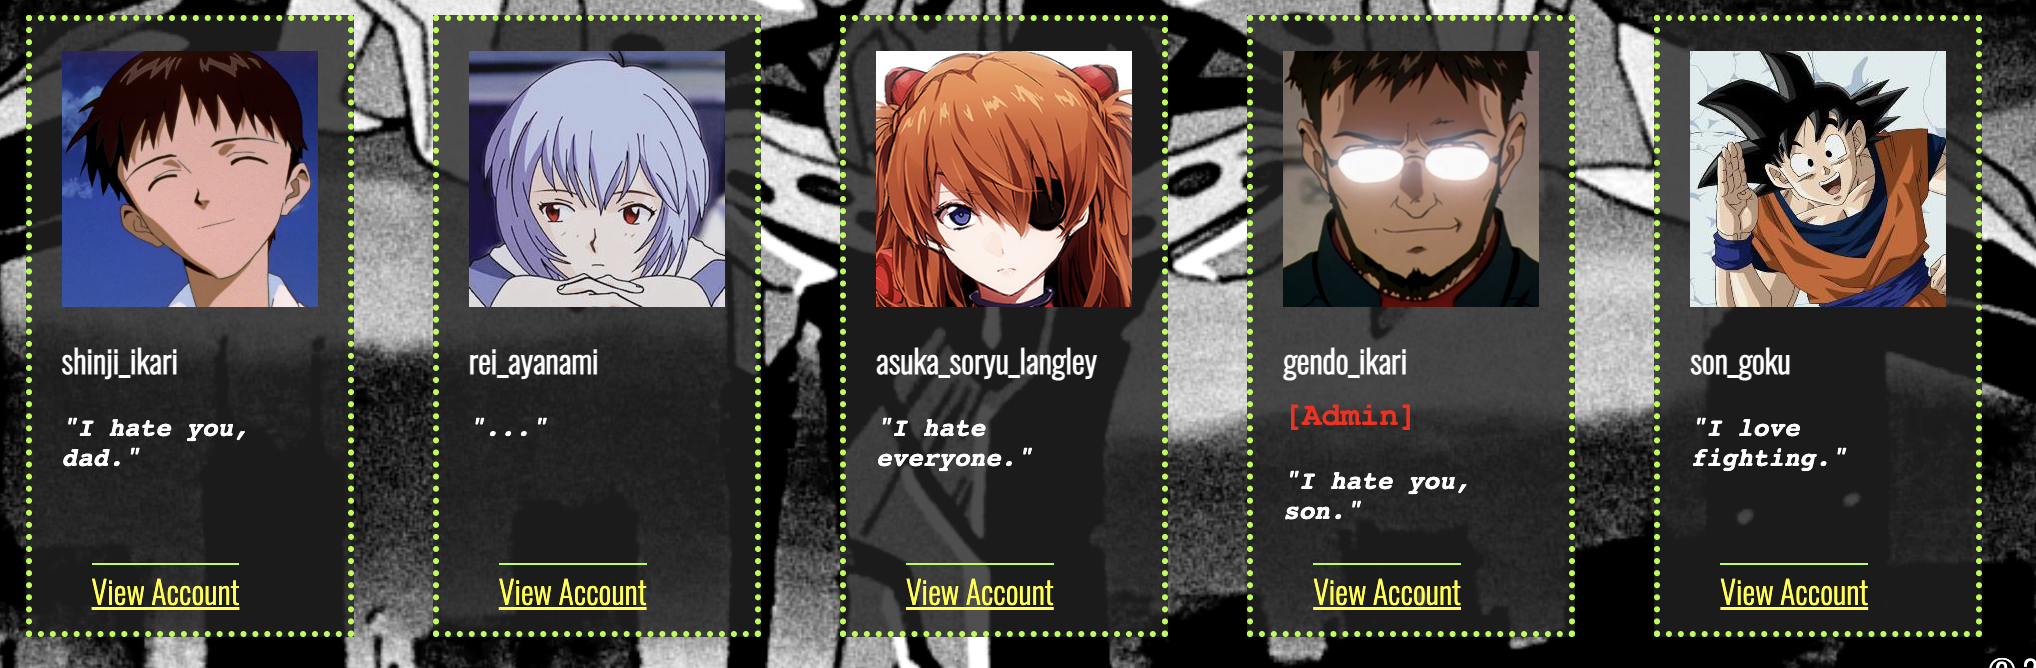 shinji_ikari
"I hate you,
dad."
View Account
rei_ayanami
"..."
View Account
asuka_soryu_langley
"I hate
everyone."
View Account
gendo_ikari
[Admin]
"I hate you,
son."
View Account
son_goku
"I love
fighting."
View Account